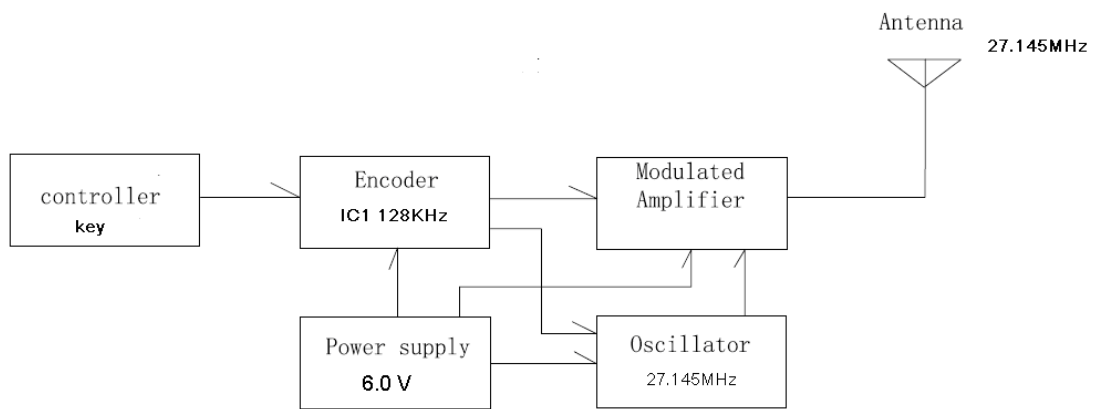 Antenna
27.145MHz
controller
key
Encoder
IC1 128KHz
Modulated
Amplifier
Power supply
6.0 V
Oscillator
27.145MHz